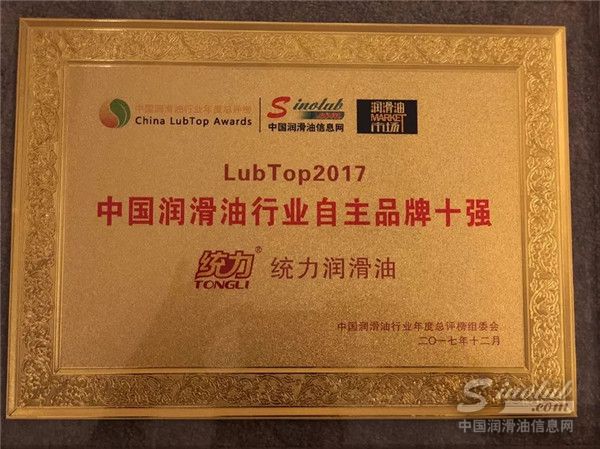 中国润滑油行业年度总评榜
China LubTop Awards
Sinolub
中国润滑油信息网
润滑油
MARKET
市场
LubTop2017
中国润滑油行业自主品牌十强
统力®
TONGLI
统力润滑油
中国润滑油行业年度总评榜组委会
二〇一七年十二月
Sinolub
.com
中国润滑油信息网